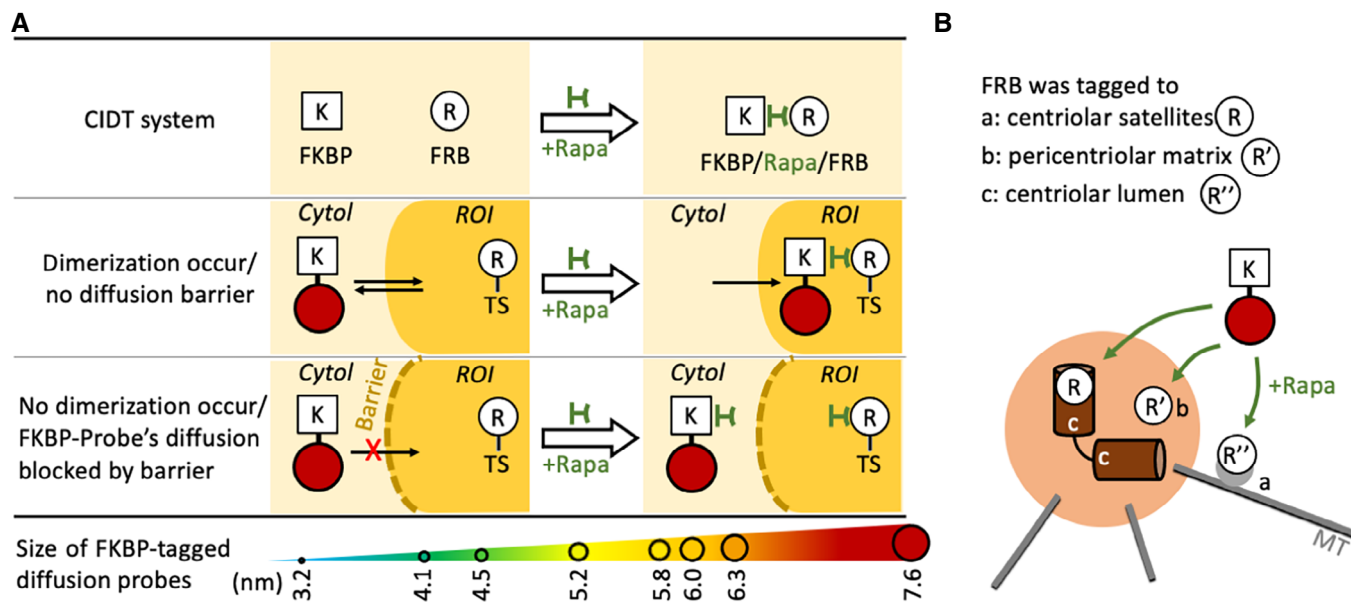 A
CIDT system
K
FKBP
R
FRB
+Rapa
K
R
FKBP/Rapa/FRB
Dimerization occur/
no diffusion barrier
Cytol
ROI
K
R
TS
+Rapa
Cytol
ROI
K
R
TS
No dimerization occur/
FKBP-Probe's diffusion
blocked by barrier
Cytol
Barrier
ROI
K
X
R
TS
+Rapa
Cytol
ROI
K
R
TS
Size of FKBP-tagged
diffusion probes
(nm)
3.2
4.1
4.5
5.2
5.8
6.0
6.3
7.6
B
FRB was tagged to
a: centriolar satellites R
b: pericentriolar matrix R'
c: centriolar lumen R''
K
+Rapa
R
c
R' b
C
R''
a
MT